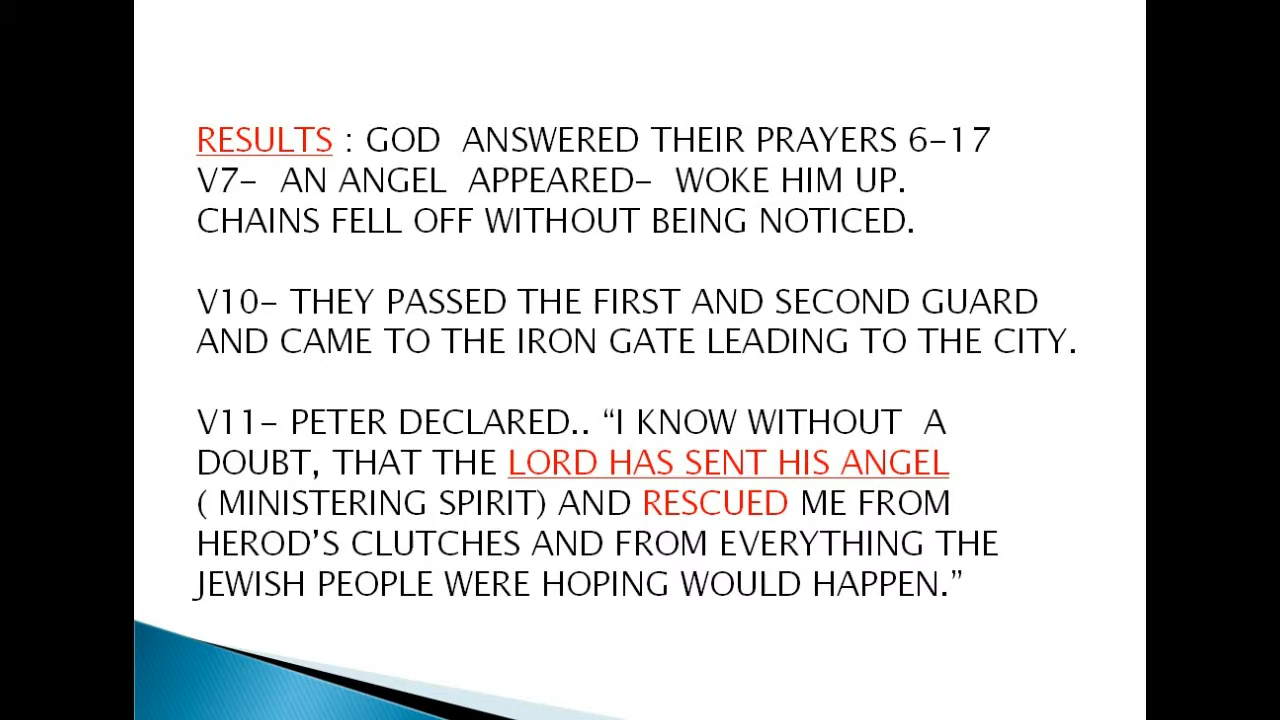 RESULTS : GOD ANSWERED THEIR PRAYERS 6-17
V7- AN ANGEL APPEARED- WOKE HIM UP.
CHAINS FELL OFF WITHOUT BEING NOTICED.
V10- THEY PASSED THE FIRST AND SECOND GUARD
AND CAME TO THE IRON GATE LEADING TO THE CITY.
V11- PETER DECLARED.. “I KNOW WITHOUT A
DOUBT, THAT THE LORD HAS SENT HIS ANGEL
( MINISTERING SPIRIT) AND RESCUED ME FROM
HEROD’S CLUTCHES AND FROM EVERYTHING THE
JEWISH PEOPLE WERE HOPING WOULD HAPPEN.”